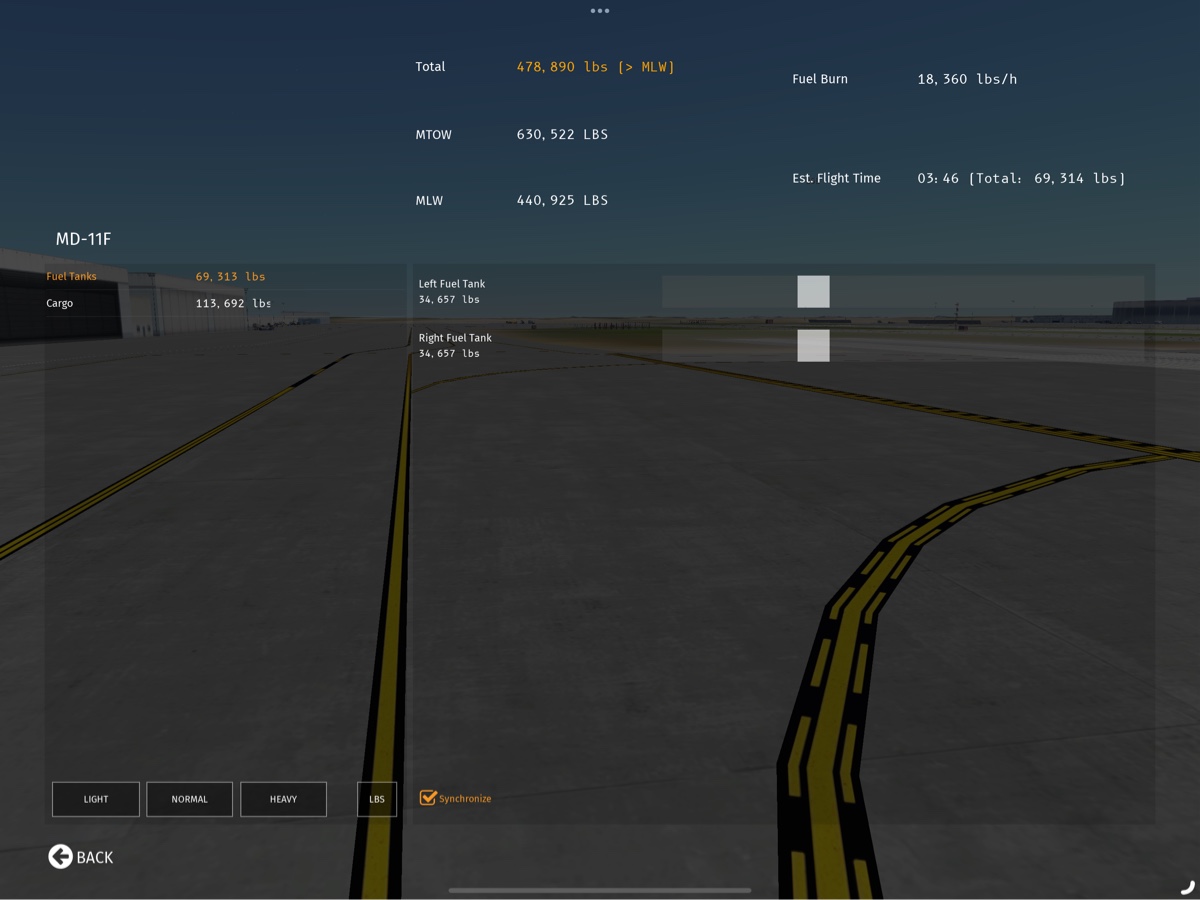 Total 478,890 lbs [> MLW]
Fuel Burn 18,360 lbs/h
MTOW 630,522 LBS
Est. Flight Time 03:46 [Total: 69,314 lbs]
MLW 440,925 LBS
MD-11F
Fuel Tanks 69,313 lbs
Cargo 113,692 lbs
Left Fuel Tank
34,657 lbs
Right Fuel Tank
34,657 lbs
LIGHT NORMAL HEAVY LBS Synchronize
BACK